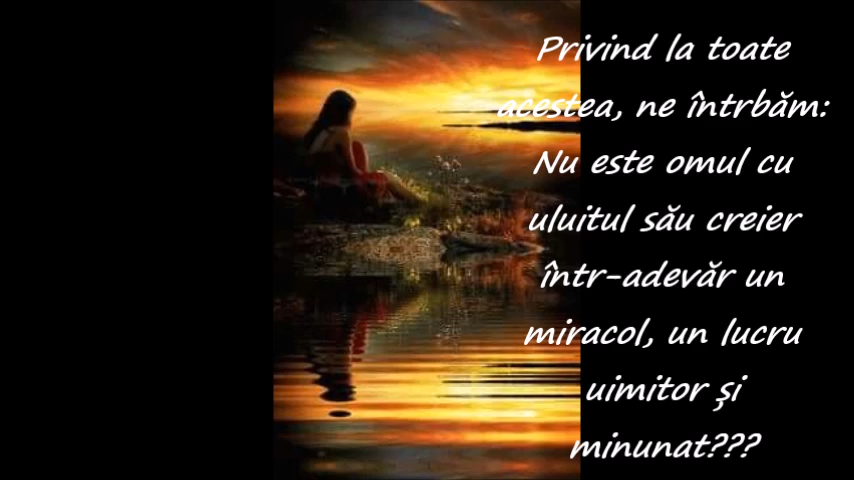 Privind la toate
acestea, ne întrbăm:
Nu este omul cu
uluitul său creier
într-adevăr un
miracol, un lucru
uimitor și
minunat???